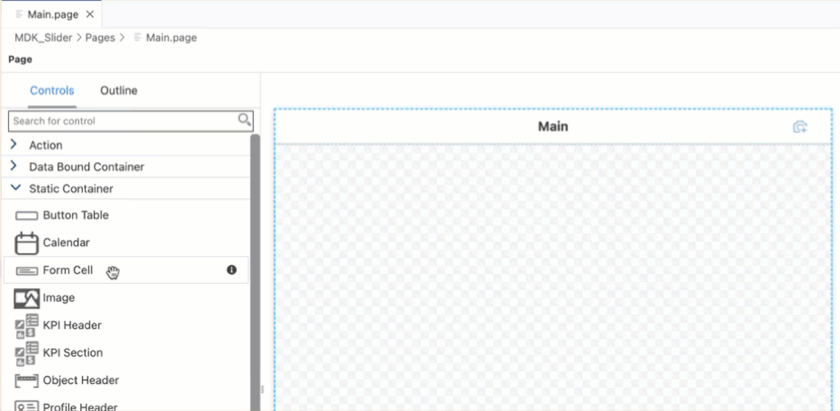 Main.page
MDK_Slider > Pages > Main.page
Page
Controls
Outline
Search for control
Action
Data Bound Container
Static Container
Button Table
Calendar
Form Cell
Image
KPI Header
KPI Section
Object Header
Profile Header
Main